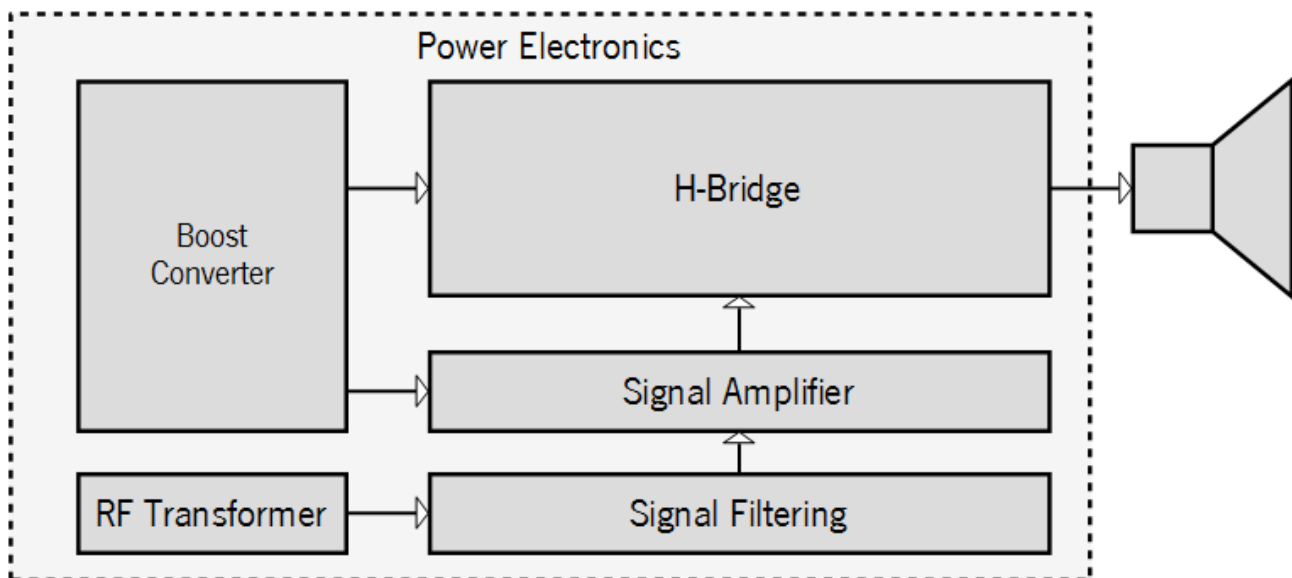 Power Electronics
Boost
Converter
H-Bridge
Signal Amplifier
RF Transformer
Signal Filtering